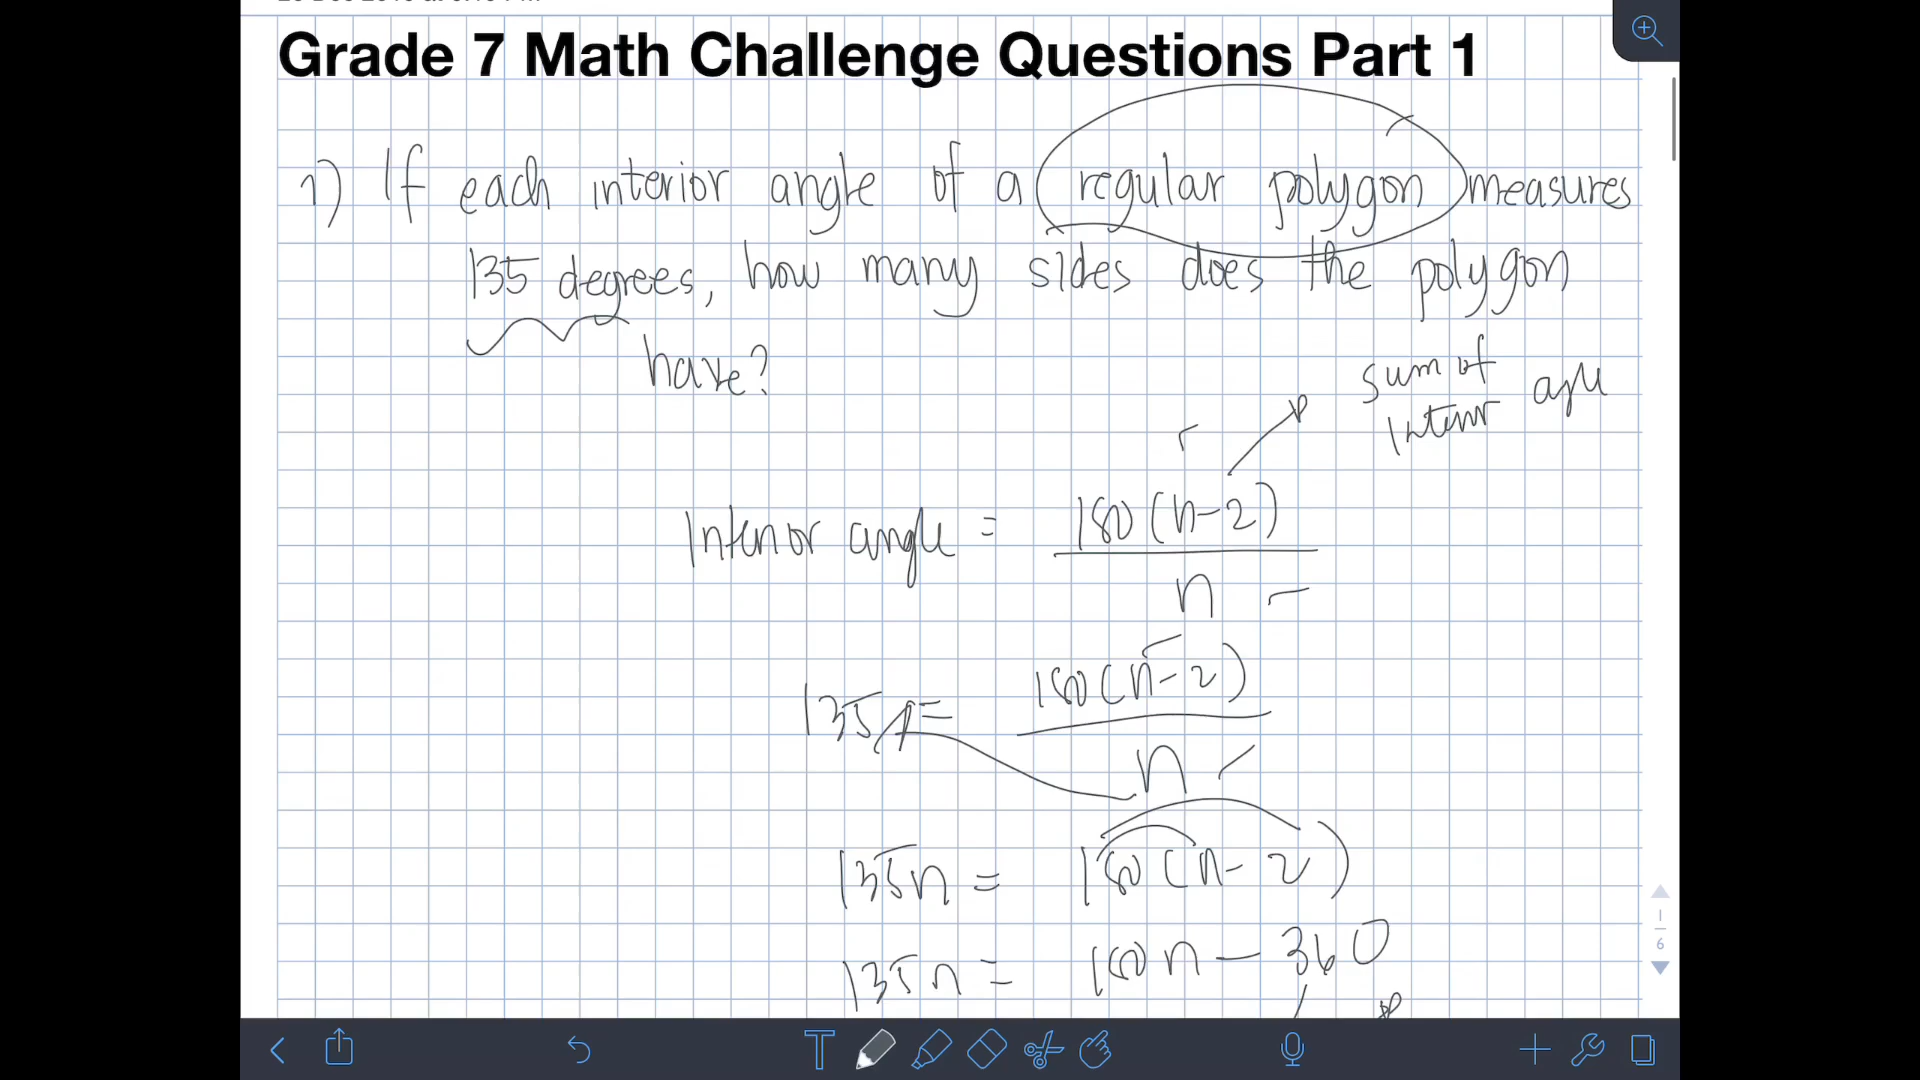 Grade 7 Math Challenge Questions Part 1
1) If each interior angle of a regular polygon measures
135 degrees, how many sides does the polygon
have?
sum of
interior angle
Interior angle = 180(n-2)
n
135 = 180(n-2)
n
135n = 180(n-2)
135n = 180n - 360
1
6
T